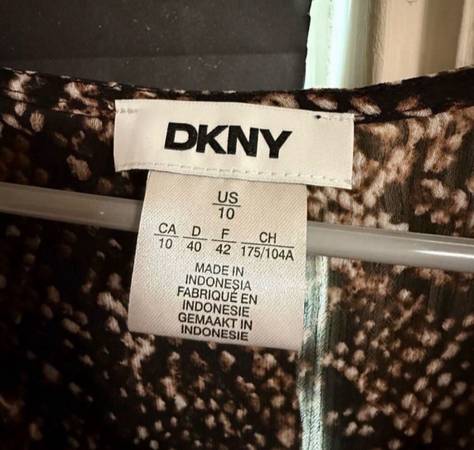 DKNY
US
10
CA D F CH
10 40 42 175/104A
MADE IN
INDONESIA
FABRIQUÉ EN
INDONESIE
GEMAAKT IN
INDONESIE